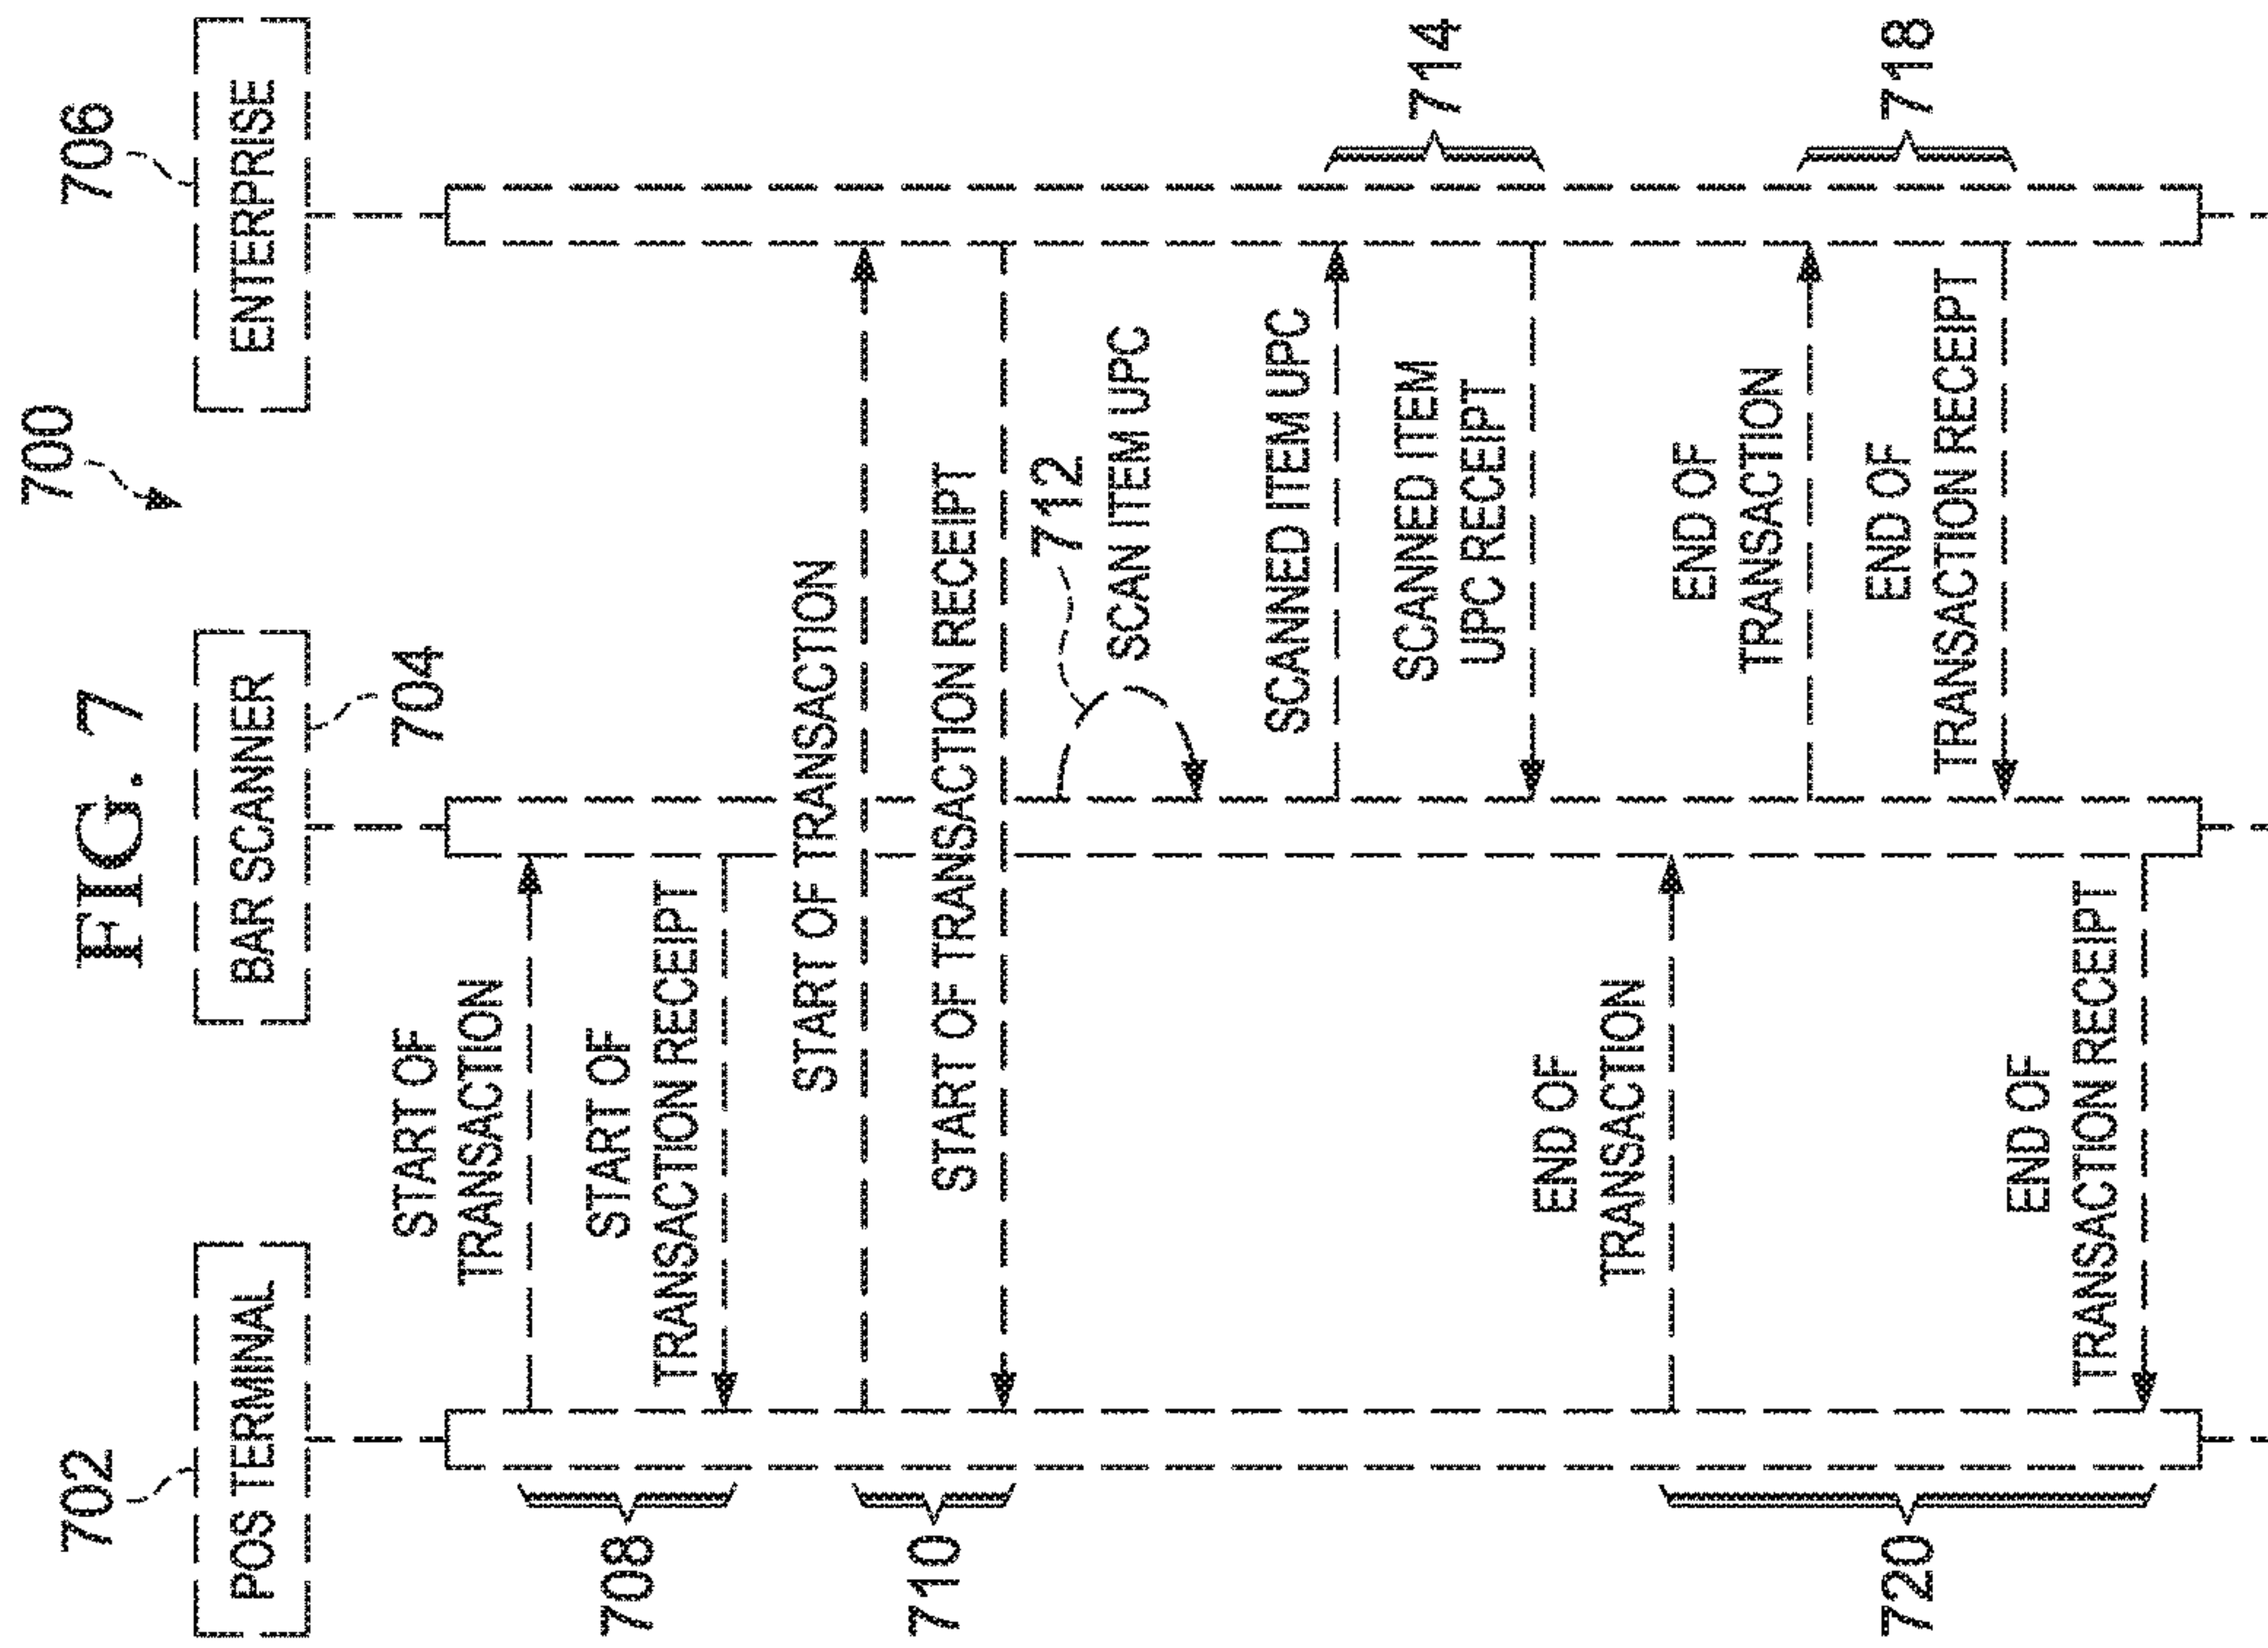 FIG. 7
700
702
POS TERMINAL
BAR SCANNER
704
706
ENTERPRISE
START OF
TRANSACTION
START OF
TRANSACTION RECEIPT
708
START OF TRANSACTION
START OF TRANSACTION RECEIPT
710
712
SCAN ITEM UPC
SCANNED ITEM UPC
SCANNED ITEM
UPC RECEIPT
714
END OF
TRANSACTION
END OF
TRANSACTION
END OF
TRANSACTION RECEIPT
718
END OF
TRANSACTION RECEIPT
720